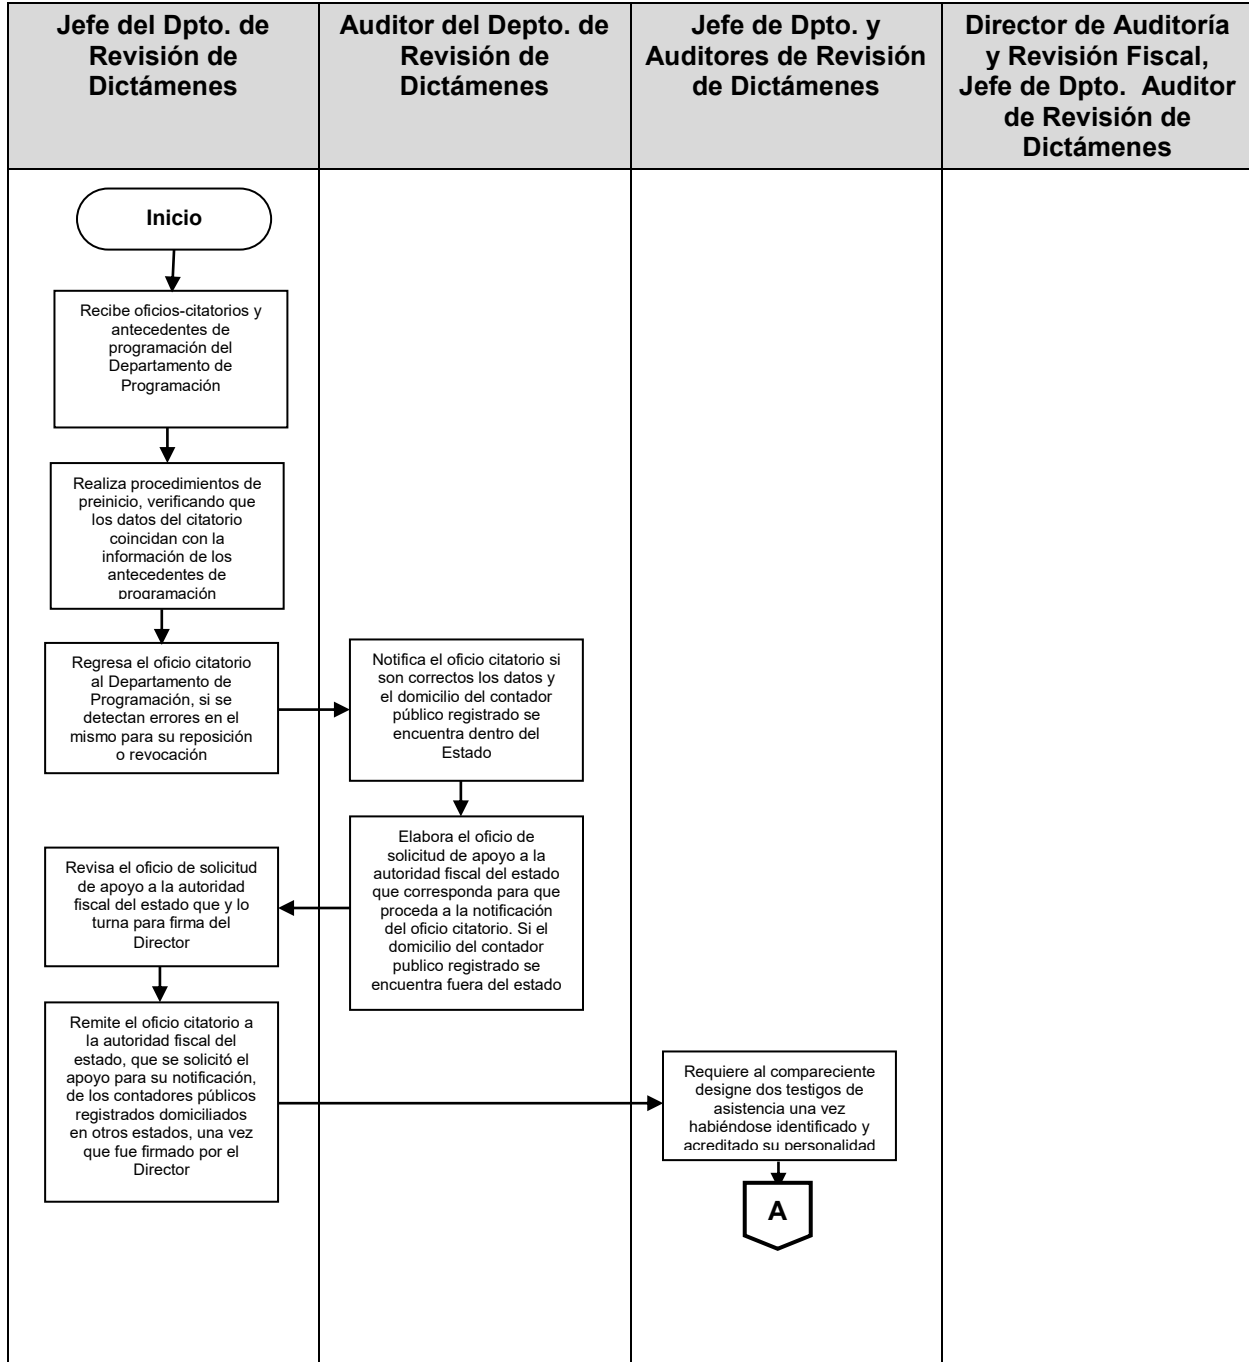 Jefe del Dpto. de
Revisión de
Dictámenes
Auditor del Depto. de
Revisión de
Dictámenes
Jefe de Dpto. y
Auditores de Revisión
de Dictámenes
Director de Auditoría
y Revisión Fiscal,
Jefe de Dpto. Auditor
de Revisión de
Dictámenes
Inicio
Recibe oficios-citatorios y
antecedentes de
programación del
Departamento de
Programación
Realiza procedimientos de
preinicio, verificando que
los datos del citatorio
coincidan con la
información de los
antecedentes de
programación
Regresa el oficio citatorio
al Departamento de
Programación, si se
detectan errores en el
mismo para su reposición
o revocación
Notifica el oficio citatorio si
son correctos los datos y
el domicilio del contador
público registrado se
encuentra dentro del
Estado
Elabora el oficio de
solicitud de apoyo a la
autoridad fiscal del estado
que corresponda para que
proceda a la notificación
del oficio citatorio. Si el
domicilio del contador
publico registrado se
encuentra fuera del estado
Revisa el oficio de solicitud
de apoyo a la autoridad
fiscal del estado que y lo
turna para firma del
Director
Remite el oficio citatorio a
la autoridad fiscal del
estado, que se solicitó el
apoyo para su notificación,
de los contadores públicos
registrados domiciliados
en otros estados, una vez
que fue firmado por el
Director
Requiere al compareciente
designe dos testigos de
asistencia una vez
habiéndose identificado y
acreditado su personalidad
A